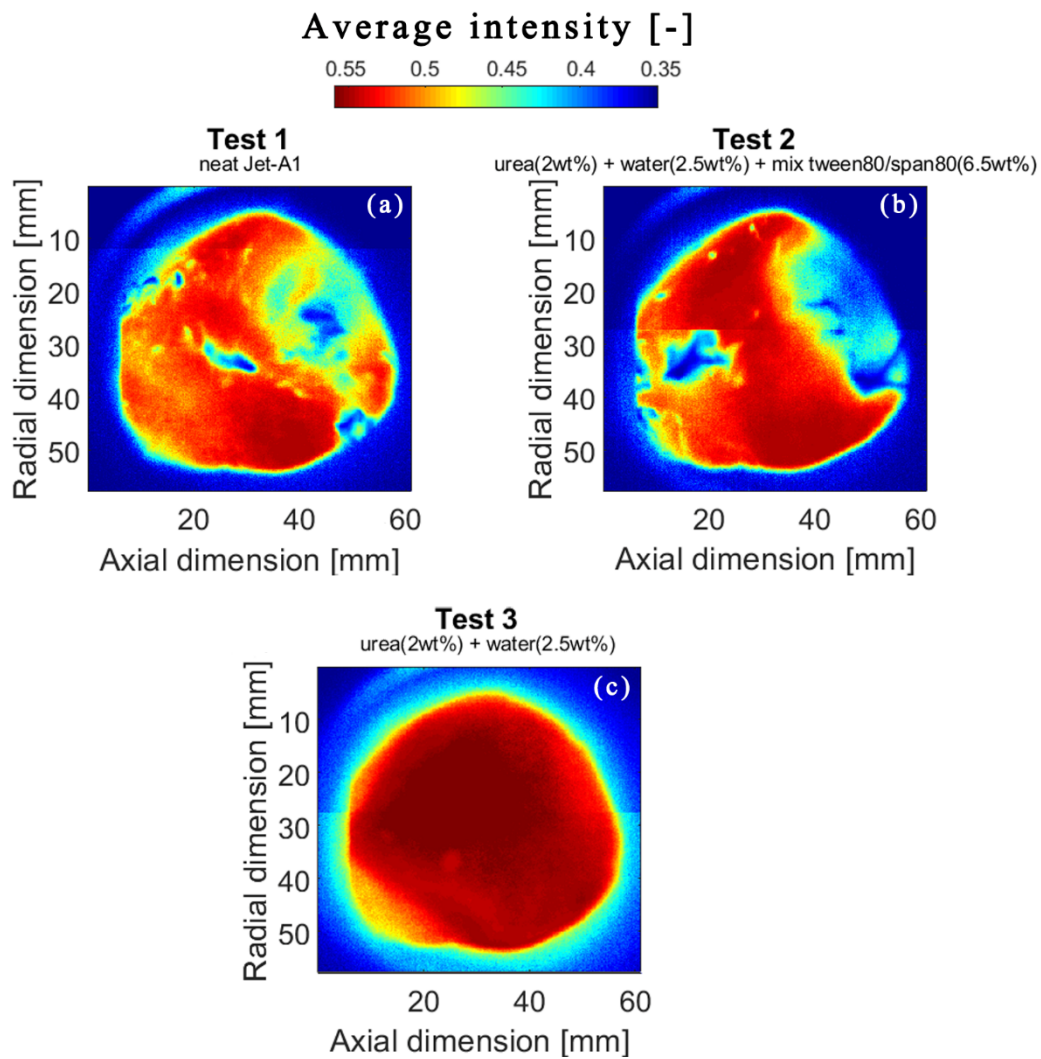 Average intensity [-]
0.55 0.5 0.45 0.4 0.35
Test 1
neat Jet-A1
(a)
Radial dimension [mm]
10
20
30
40
50
20 40 60
Axial dimension [mm]
Test 2
urea(2wt%) + water(2.5wt%) + mix tween80/span80(6.5wt%)
(b)
Radial dimension [mm]
10
20
30
40
50
20 40 60
Axial dimension [mm]
Test 3
urea(2wt%) + water(2.5wt%)
(c)
Radial dimension [mm]
10
20
30
40
50
20 40 60
Axial dimension [mm]